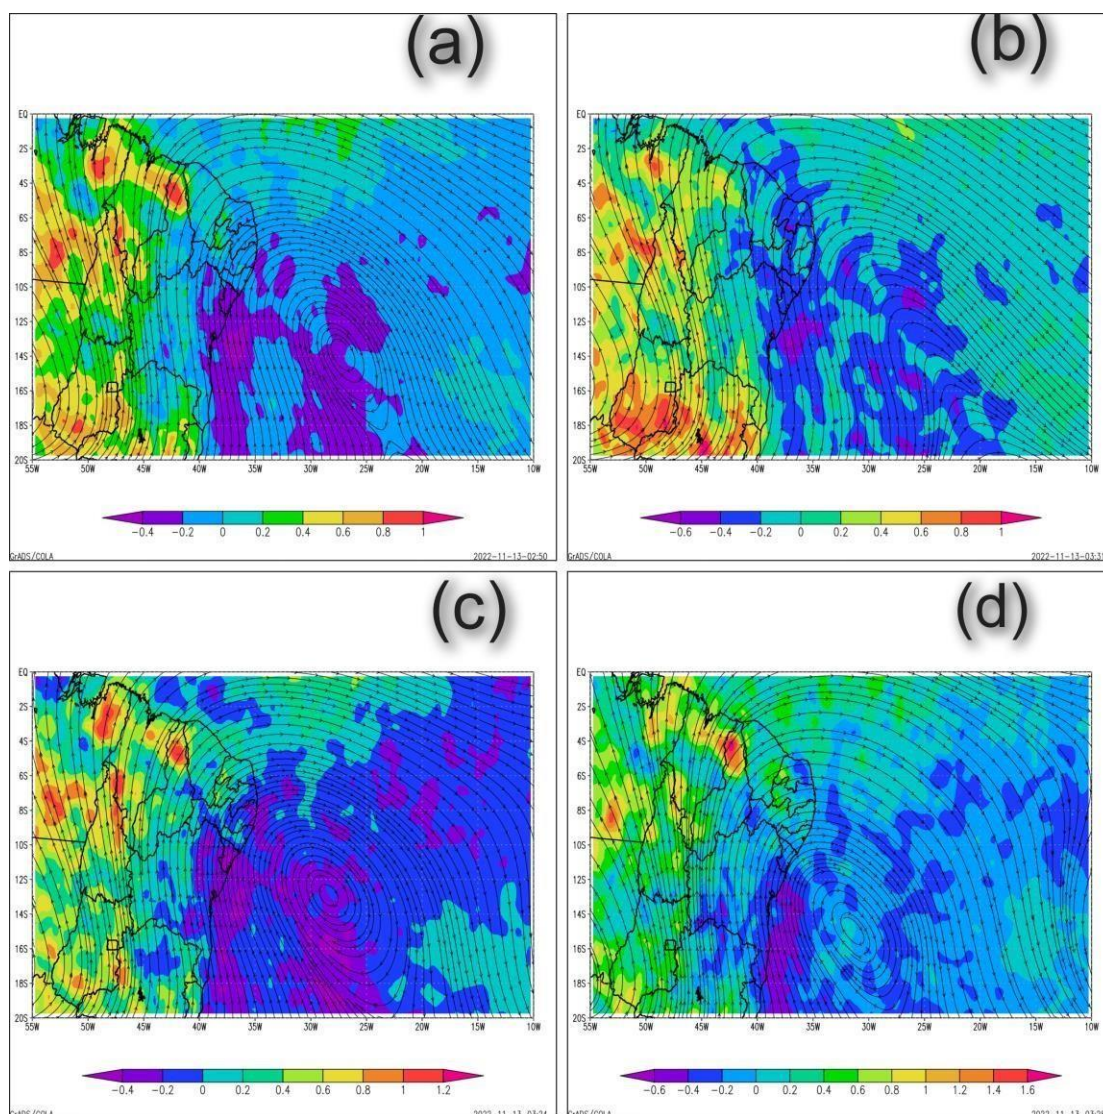 (a)
(b)
EQ
2S
4S
6S
8S
10S
12S
14S
16S
18S
20S
55W 50W 45W 40W 35W 30W 25W 20W 15W 10W
EQ
2S
4S
6S
8S
10S
12S
14S
16S
18S
20S
55W 50W 45W 40W 35W 30W 25W 20W 15W 10W
−0.4 −0.2 0 0.2 0.4 0.6 0.8 1
−0.6 −0.4 −0.2 0 0.2 0.4 0.6 0.8 1
GrADS/COLA 2022-11-13-02:50
GrADS/COLA
(c)
(d)
EQ
2S
4S
6S
8S
10S
12S
14S
16S
18S
20S
55W 50W 45W 40W 35W 30W 25W 20W 15W 10W
EQ
2S
4S
6S
8S
10S
12S
14S
16S
18S
20S
55W 50W 45W 40W 35W 30W 25W 20W 15W 10W
−0.4 −0.2 0 0.2 0.4 0.6 0.8 1 1.2
−0.6 −0.4 −0.2 0 0.2 0.4 0.6 0.8 1 1.2 1.4 1.6